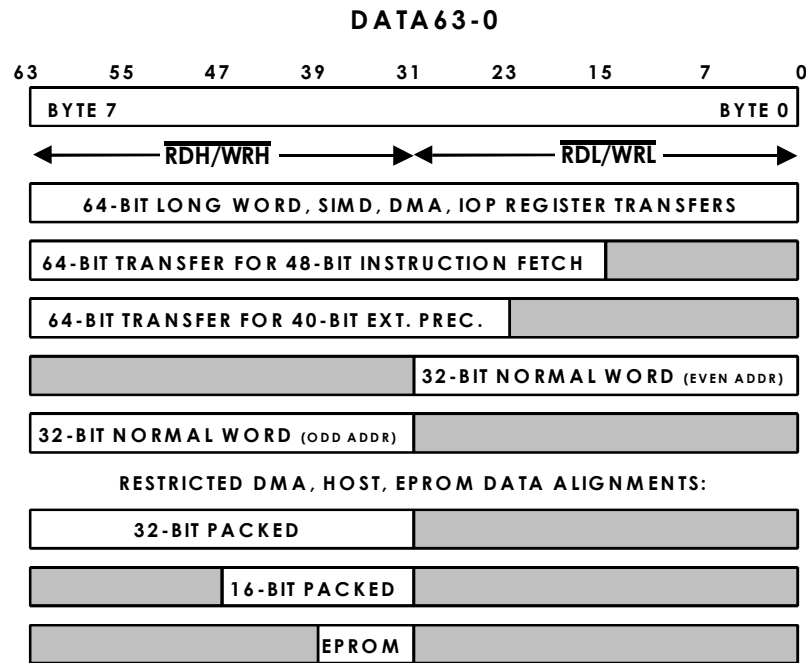 DATA63-0
63 55 47 39 31 23 15 7 0
BYTE 7 BYTE 0
RDH/WRH RDL/WRL
64-BIT LONG WORD, SIMD, DMA, IOP REGISTER TRANSFERS
64-BIT TRANSFER FOR 48-BIT INSTRUCTION FETCH
64-BIT TRANSFER FOR 40-BIT EXT. PREC.
32-BIT NORMAL WORD (EVEN ADDR)
32-BIT NORMAL WORD (ODD ADDR)
RESTRICTED DMA, HOST, EPROM DATA ALIGNMENTS:
32-BIT PACKED
16-BIT PACKED
EPROM